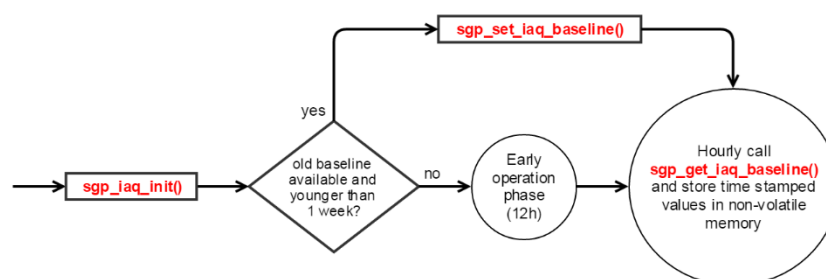 sgp_set_iaq_baseline()
yes
sgp_iaq_init()
old baseline
available and
younger than
1 week?
no
Early
operation
phase
(12h)
Hourly call
sgp_get_iaq_baseline()
and store time stamped
values in non-volatile
memory